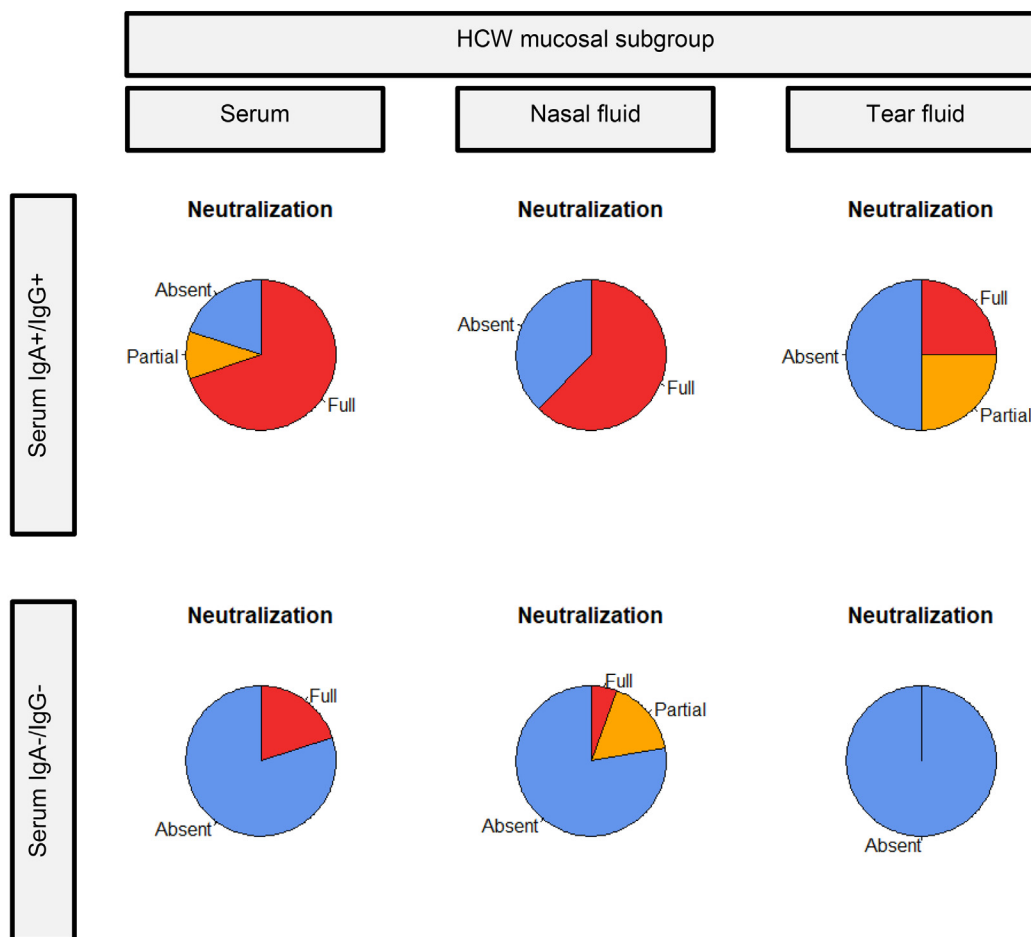 HCW mucosal subgroup
Serum
Nasal fluid
Tear fluid
Serum IgA+/IgG+
Neutralization
Absent
Partial
Full
Neutralization
Absent
Full
Neutralization
Full
Absent
Partial
Serum IgA-/IgG-
Neutralization
Full
Absent
Neutralization
Full
Partial
Absent
Neutralization
Absent